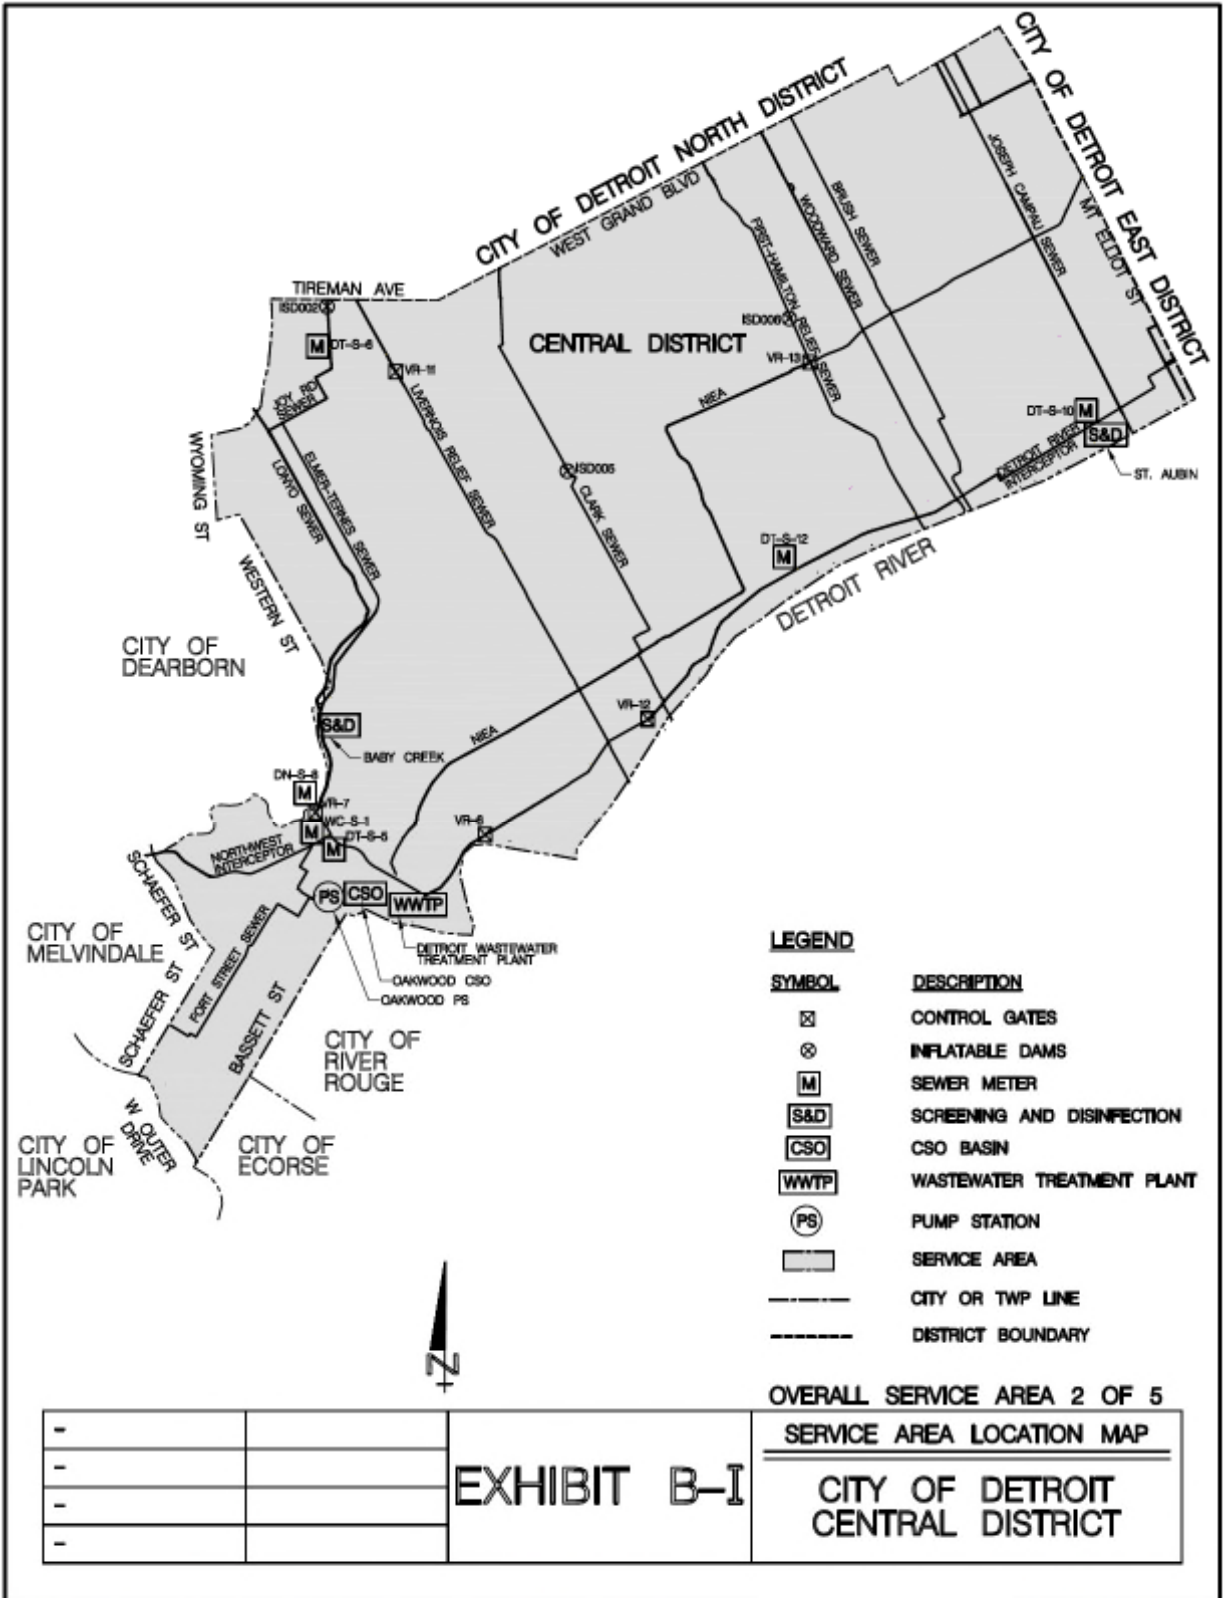 CITY OF DETROIT NORTH DISTRICT
CITY OF DETROIT EAST DISTRICT
WEST GRAND BLVD
MT ELLIOT ST
TIREMAN AVE
ISD002
M
DT-S-6
VR-11
RD
SEWER
JOSEPH CAMPAU SEWER
BRUSH SEWER
WOODWARD SEWER
FIRST-HAMILTON RELIEF SEWER
ISD006
VR-13
CENTRAL DISTRICT
NIEA
LIVERNOIS RELIEF SEWER
ISD005
CLARK SEWER
DT-S-10
M
S&D
DETROIT RIVER
INTERCEPTOR
ST. AUBIN
WYOMING ST
LONYO SEWER
ELMER-TERNES SEWER
WESTERN ST
DT-S-12
M
DETROIT RIVER
CITY OF
DEARBORN
VR-12
S&D
BABY CREEK
NIEA
DN-S-8
M
VR-7
WC-S-1
M
DT-S-5
M
VR-6
NORTHWEST
INTERCEPTOR
SCHAEFER ST
PS
CSO
WWTP
CITY OF
MELVINDALE
FORT STREET SEWER
DETROIT WASTEWATER
TREATMENT PLANT
OAKWOOD CSO
OAKWOOD PS
SCHAEFER ST
BASSETT ST
CITY OF
RIVER
ROUGE
W OUTER
DRIVE
CITY OF
LINCOLN
PARK
CITY OF
ECORSE
LEGEND
SYMBOL DESCRIPTION
CONTROL GATES
INFLATABLE DAMS
M SEWER METER
S&D SCREENING AND DISINFECTION
CSO CSO BASIN
WWTP WASTEWATER TREATMENT PLANT
PS PUMP STATION
SERVICE AREA
CITY OR TWP LINE
DISTRICT BOUNDARY
N
OVERALL SERVICE AREA 2 OF 5
-
-
-
-
EXHIBIT B-I
SERVICE AREA LOCATION MAP
CITY OF DETROIT
CENTRAL DISTRICT